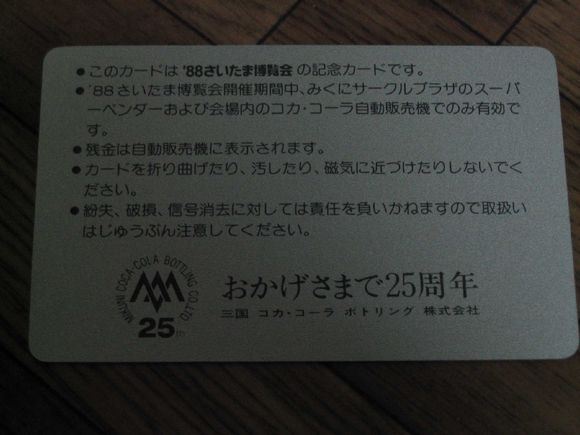 ●このカードは '88さいたま博覧会 の記念カードです。
●'88さいたま博覧会開催期間中、みくにサークルプラザのスーパ
ーベンダーおよび会場内のコカ・コーラ自動販売機でのみ有効で
す。
●残金は自動販売機に表示されます。
●カードを折り曲げたり、汚したり、磁気に近づけたりしないでく
ださい。
●紛失、破損、信号消去に対しては責任を負いかねますので取扱い
はじゅうぶん注意してください。
MIKUNI COCA-COLA BOTTLING CO.,LTD
25th
おかげさまで25周年
三国 コカ・コーラ ボトリング 株式会社